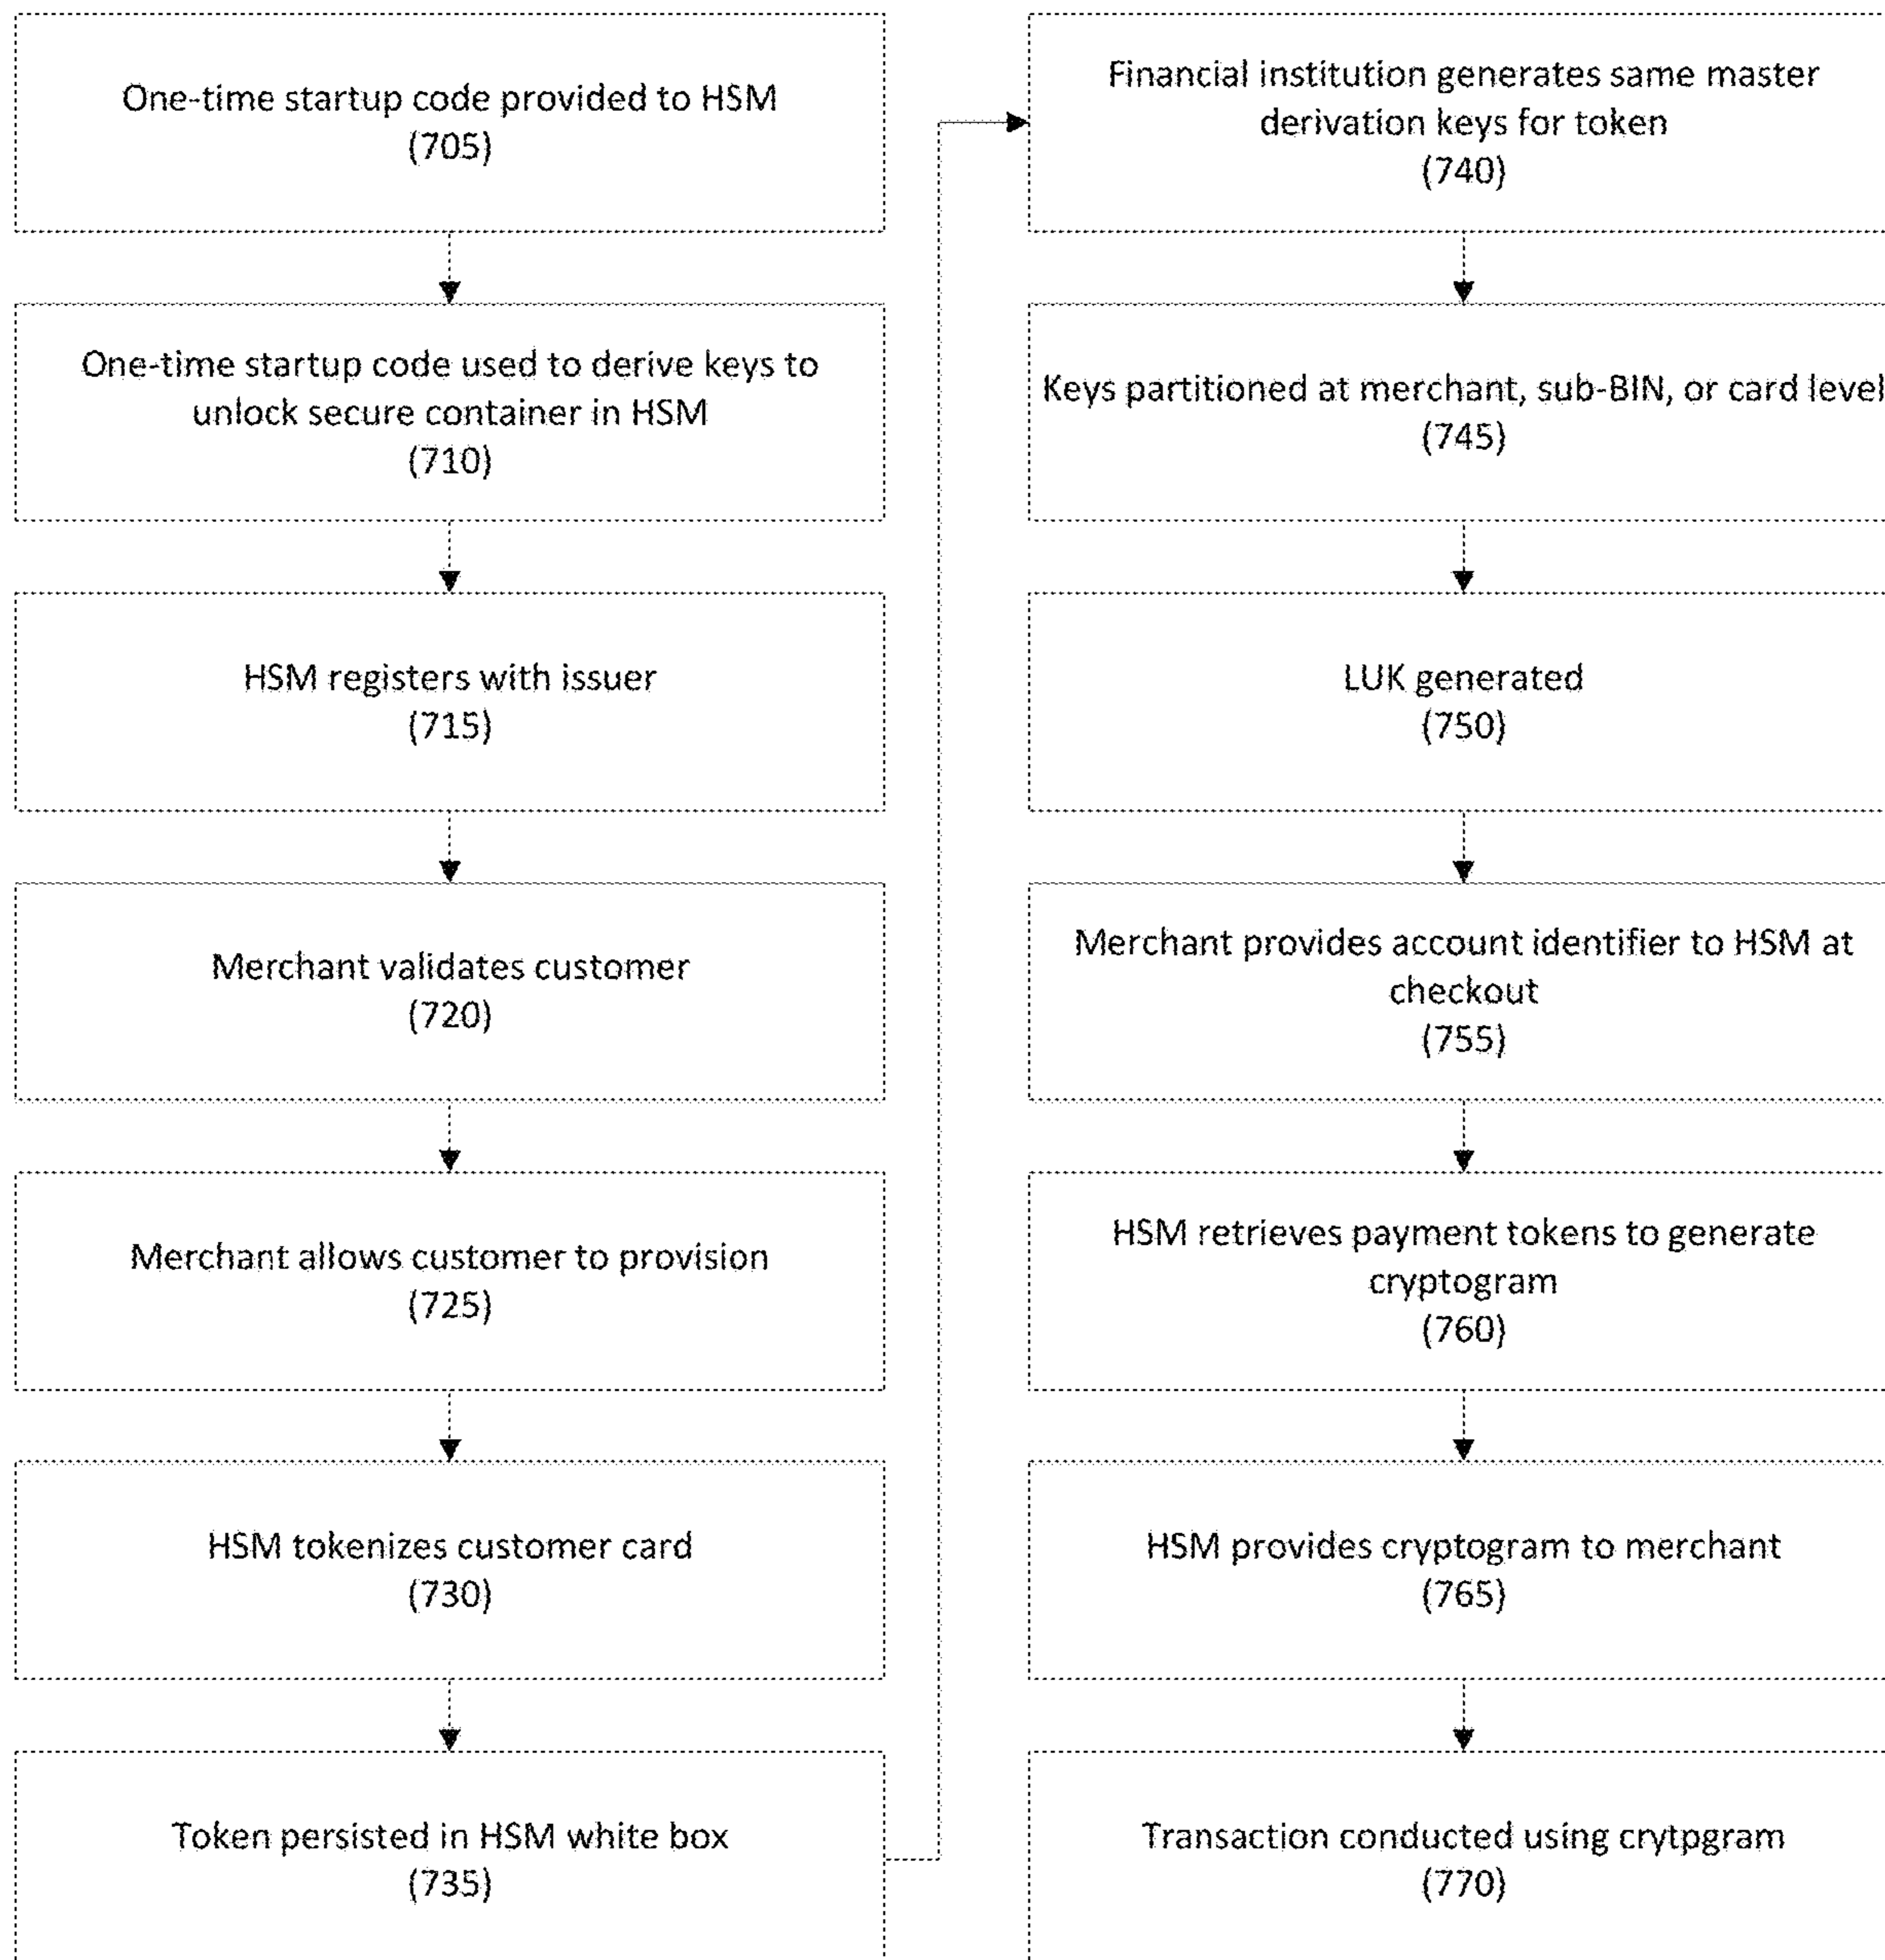 One-time startup code provided to HSM
(705)
One-time startup code used to derive keys to
unlock secure container in HSM
(710)
HSM registers with issuer
(715)
Merchant validates customer
(720)
Merchant allows customer to provision
(725)
HSM tokenizes customer card
(730)
Token persisted in HSM white box
(735)
Financial institution generates same master
derivation keys for token
(740)
Keys partitioned at merchant, sub-BIN, or card level
(745)
LUK generated
(750)
Merchant provides account identifier to HSM at
checkout
(755)
HSM retrieves payment tokens to generate
cryptogram
(760)
HSM provides cryptogram to merchant
(765)
Transaction conducted using crytpgram
(770)